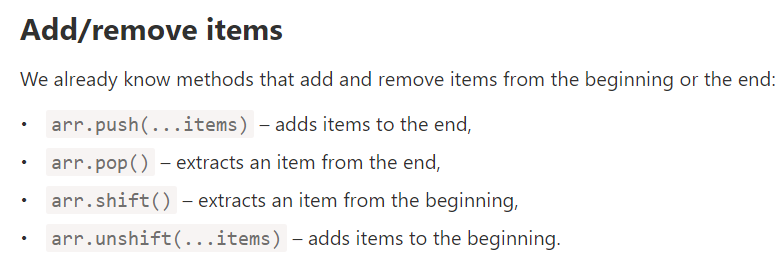 Add/remove items
We already know methods that add and remove items from the beginning or the end:
• arr.push(...items) – adds items to the end,
• arr.pop() – extracts an item from the end,
• arr.shift() – extracts an item from the beginning,
• arr.unshift(...items) – adds items to the beginning.